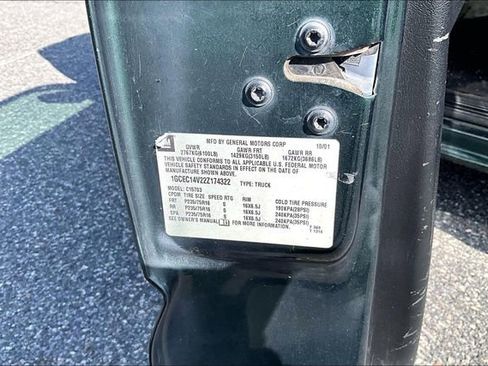 MFD BY GENERAL MOTORS CORP 10/01
GVWR GAWR FRT GAWR RR
2767KG(6100LB) 1429KG(3150LB) 1672KG(3686LB)
THIS VEHICLE CONFORMS TO ALL APPLICABLE U.S. FEDERAL MOTOR
VEHICLE SAFETY STANDARDS IN EFFECT ON THE DATE OF
MANUFACTURE SHOWN ABOVE.
1GCEC14V22Z174322 TYPE: TRUCK
MODEL: C15703
CPDM TIRE SIZE SPEED RTG RIM COLD TIRE PRESSURE
FRT P235/75R16 S 16X6.5J 190KPA(28PSI)
RR P235/75R16 S 16X6.5J 240KPA(35PSI)
SPA P235/75R16 S 16X6.5J 240KPA(35PSI)
SEE OWNER'S MANUAL FOR MORE INFORMATION.